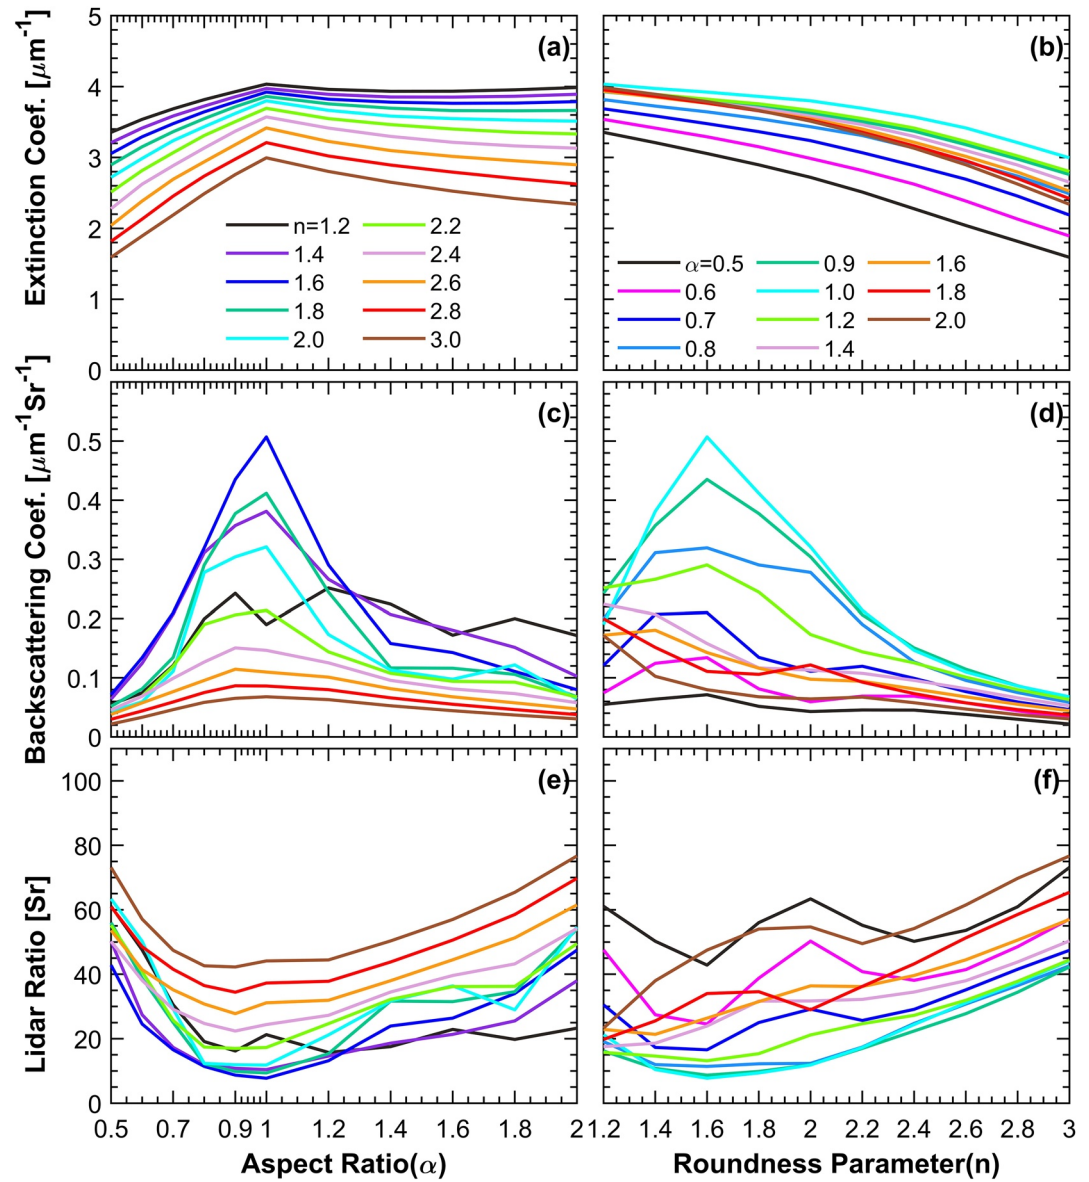 Extinction Coef. [μm⁻¹]
5
4
3
2
1
0
(a)
n=1.2
1.4
1.6
1.8
2.0
2.2
2.4
2.6
2.8
3.0
(b)
α=0.5
0.6
0.7
0.8
0.9
1.0
1.2
1.4
1.6
1.8
2.0
Backscattering Coef. [μm⁻¹Sr⁻¹]
0.5
0.4
0.3
0.2
0.1
0
(c)
(d)
Lidar Ratio [Sr]
100
80
60
40
20
0
(e)
(f)
0.5 0.7 0.9 1 1.2 1.4 1.6 1.8 2
1.2 1.4 1.6 1.8 2 2.2 2.4 2.6 2.8 3
Aspect Ratio(α)
Roundness Parameter(n)